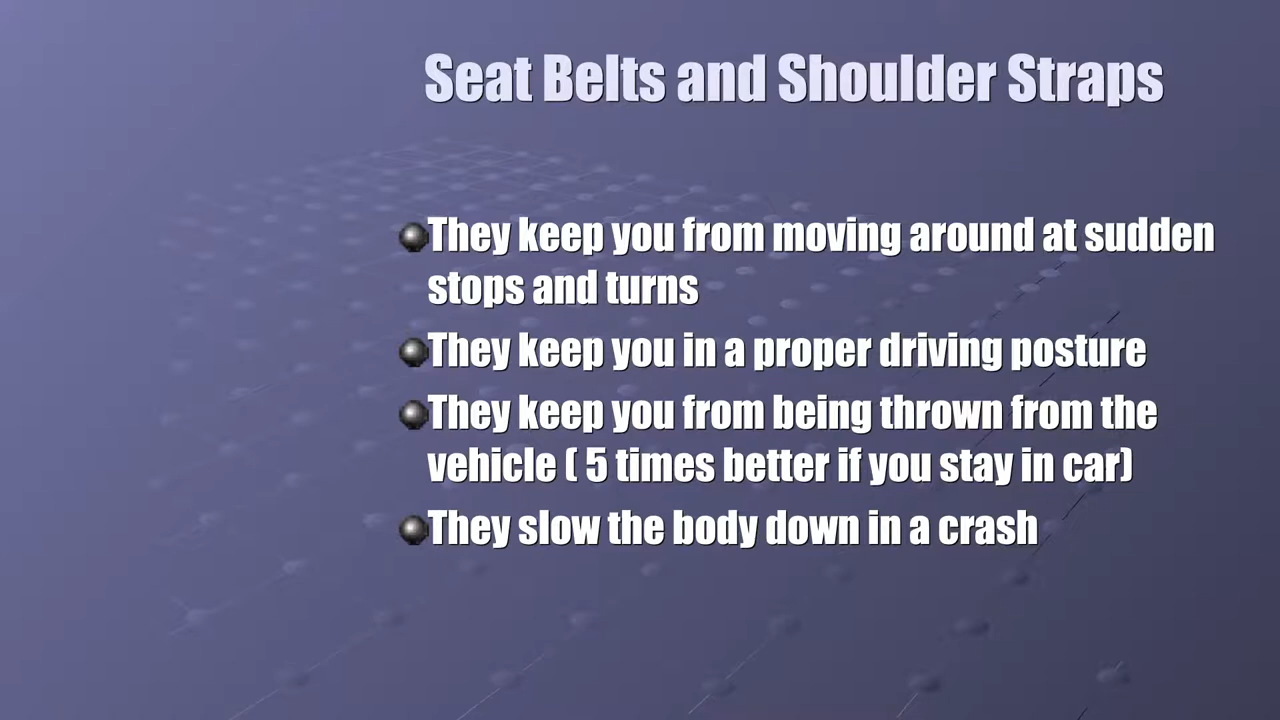 Seat Belts and Shoulder Straps
They keep you from moving around at sudden
stops and turns
They keep you in a proper driving posture
They keep you from being thrown from the
vehicle ( 5 times better if you stay in car)
They slow the body down in a crash